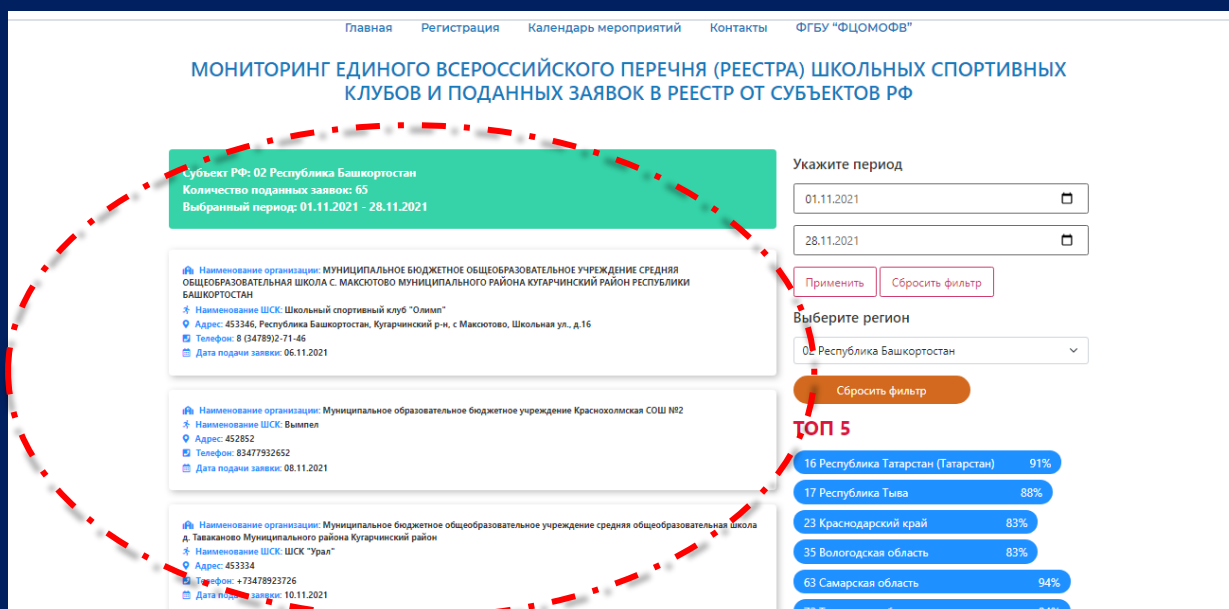 Главная Регистрация Календарь мероприятий Контакты ФГБУ “ФЦОМОФВ”
МОНИТОРИНГ ЕДИНОГО ВСЕРОССИЙСКОГО ПЕРЕЧНЯ (РЕЕСТРА) ШКОЛЬНЫХ СПОРТИВНЫХ
КЛУБОВ И ПОДАННЫХ ЗАЯВОК В РЕЕСТР ОТ СУБЪЕКТОВ РФ
Субъект РФ: 02 Республика Башкортостан
Количество поданных заявок: 65
Выбранный период: 01.11.2021 - 28.11.2021
Наименование организации: МУНИЦИПАЛЬНОЕ БЮДЖЕТНОЕ ОБЩЕОБРАЗОВАТЕЛЬНОЕ УЧРЕЖДЕНИЕ СРЕДНЯЯ
ОБЩЕОБРАЗОВАТЕЛЬНАЯ ШКОЛА С. МАКСЮТОВО МУНИЦИПАЛЬНОГО РАЙОНА КУГАРЧИНСКИЙ РАЙОН РЕСПУБЛИКИ
БАШКОРТОСТАН
Наименование ШСК: Школьный спортивный клуб "Олимп"
Адрес: 453346, Республика Башкортостан, Кугарчинский р-н, с Максютово, Школьная ул., д.16
Телефон: 8 (34789)2-71-46
Дата подачи заявки: 06.11.2021
Наименование организации: Муниципальное образовательное бюджетное учреждение Краснохолмская СОШ №2
Наименование ШСК: Вымпел
Адрес: 452852
Телефон: 83477932652
Дата подачи заявки: 08.11.2021
Наименование организации: Муниципальное бюджетное общеобразовательное учреждение средняя общеобразовательная школа
д. Таваканово Муниципального района Кугарчинский район
Наименование ШСК: ШСК "Урал"
Адрес: 453334
Телефон: +73478923726
Дата подачи заявки: 10.11.2021
Укажите период
01.11.2021
28.11.2021
Применить Сбросить фильтр
Выберите регион
02 Республика Башкортостан
Сбросить фильтр
ТОП 5
16 Республика Татарстан (Татарстан) 91%
17 Республика Тыва 88%
23 Краснодарский край 83%
35 Вологодская область 83%
63 Самарская область 94%